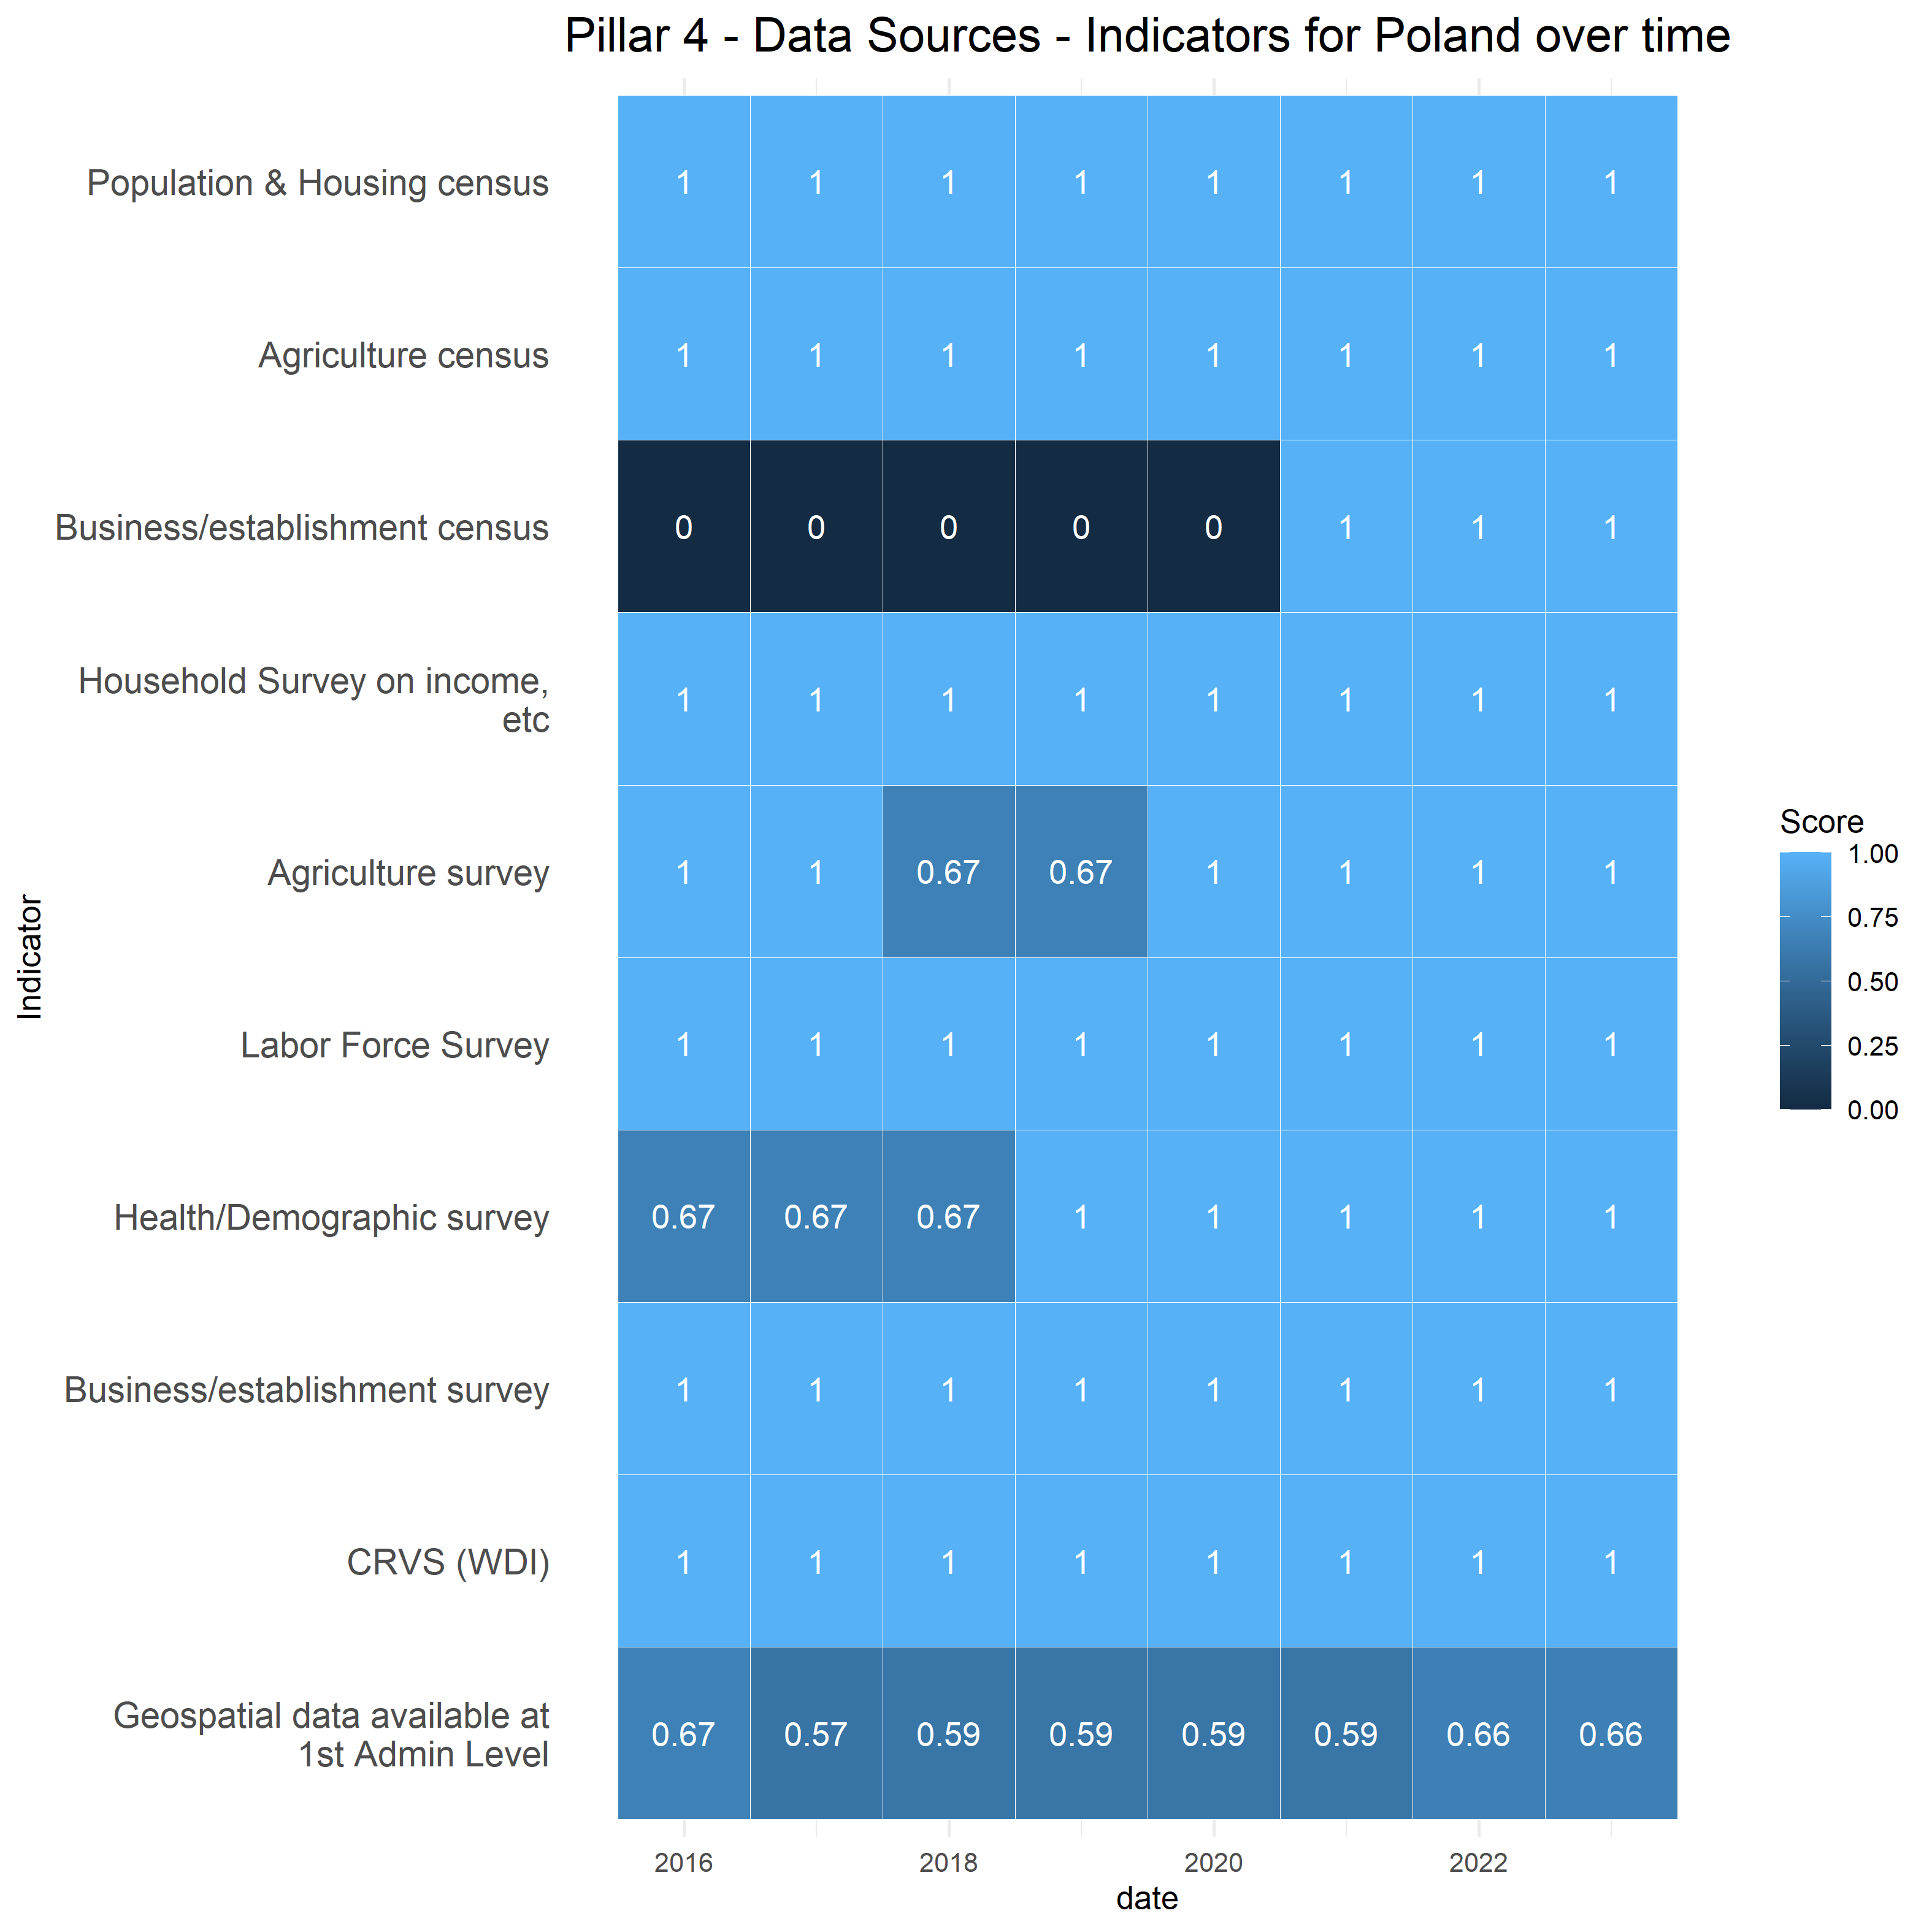 Pillar 4 - Data Sources - Indicators for Poland over time
Population & Housing census
1 1 1 1 1 1 1 1
Agriculture census
1 1 1 1 1 1 1 1
Business/establishment census
0 0 0 0 0 1 1 1
Household Survey on income,
etc
1 1 1 1 1 1 1 1
Agriculture survey
1 1 0.67 0.67 1 1 1 1
Labor Force Survey
1 1 1 1 1 1 1 1
Health/Demographic survey
0.67 0.67 0.67 1 1 1 1 1
Business/establishment survey
1 1 1 1 1 1 1 1
CRVS (WDI)
1 1 1 1 1 1 1 1
Geospatial data available at
1st Admin Level
0.67 0.57 0.59 0.59 0.59 0.59 0.66 0.66
2016 2018 2020 2022
date
Indicator
Score
1.00
0.75
0.50
0.25
0.00